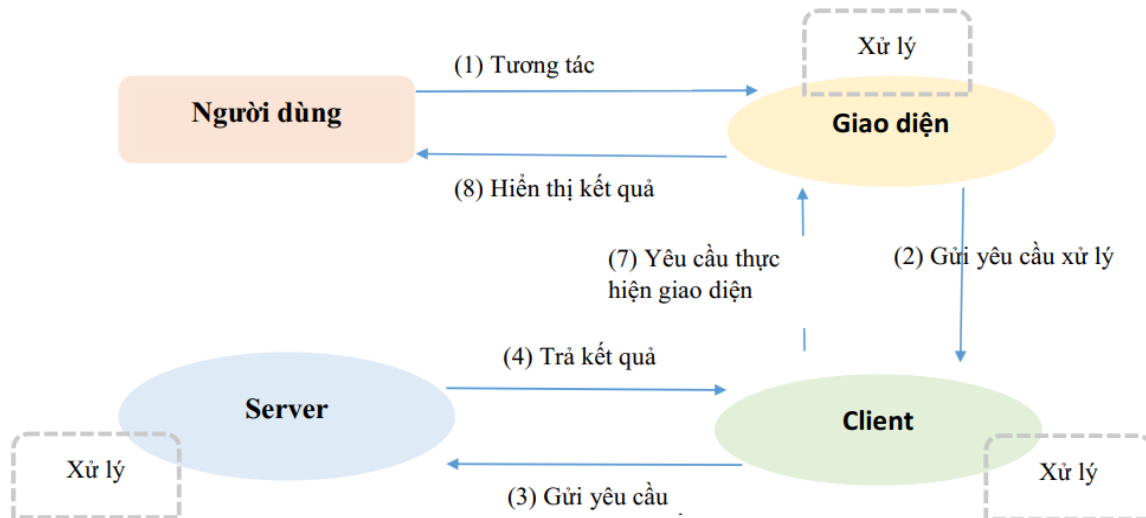 Xử lý
(1) Tương tác
Người dùng
Giao diện
(8) Hiển thị kết quả
(7) Yêu cầu thực
hiện giao diện
(2) Gửi yêu cầu xử lý
(4) Trả kết quả
Server
Client
Xử lý
Xử lý
(3) Gửi yêu cầu